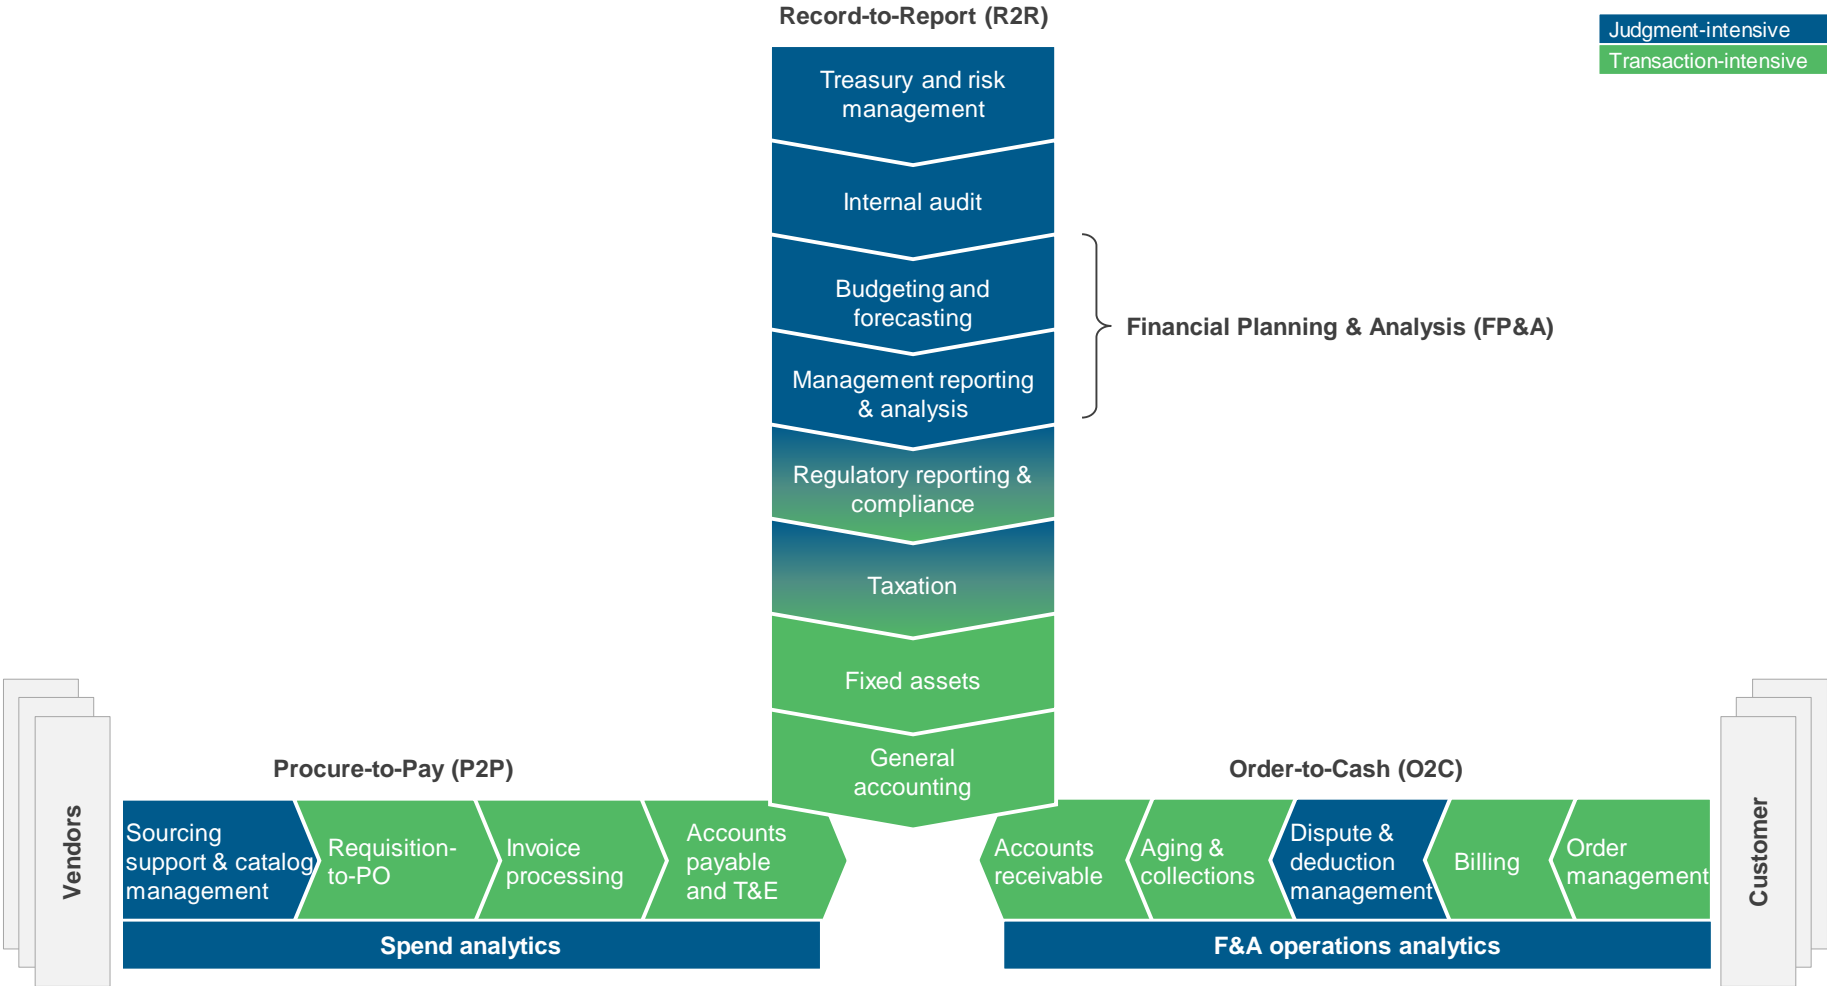 Record-to-Report (R2R)
Judgment-intensive
Transaction-intensive
Treasury and risk
management
Internal audit
Budgeting and
forecasting
Financial Planning & Analysis (FP&A)
Management reporting
& analysis
Regulatory reporting &
compliance
Taxation
Fixed assets
General
accounting
Procure-to-Pay (P2P)
Order-to-Cash (O2C)
Vendors
Sourcing
support & catalog
management
Requisition-
to-PO
Invoice
processing
Accounts
payable
and T&E
Accounts
receivable
Aging &
collections
Dispute &
deduction
management
Billing
Order
management
Customer
Spend analytics
F&A operations analytics